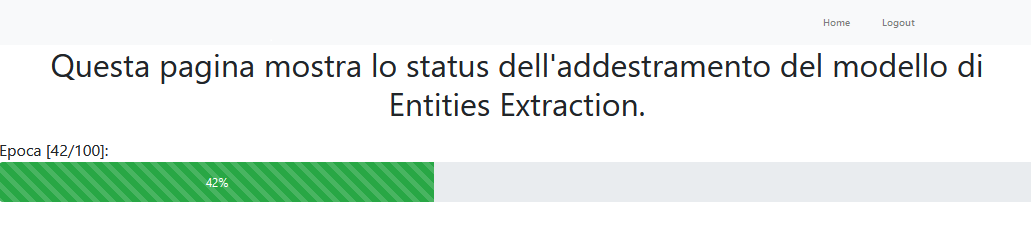 Home Logout
Questa pagina mostra lo status dell'addestramento del modello di
Entities Extraction.
Epoca [42/100]:
42%